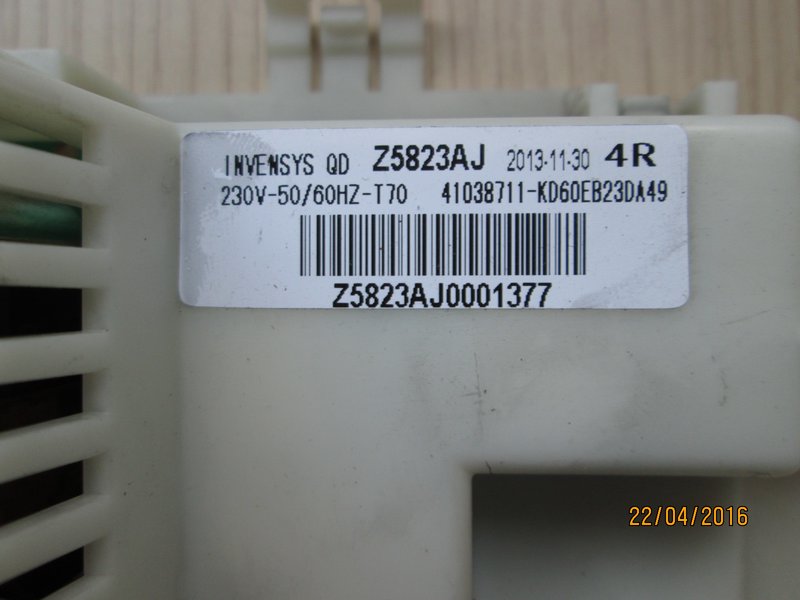 INVENSYS QD Z5823AJ 2013-11-30 4R
230V-50/60HZ-T70 41038711-KD60EB23DA49
Z5823AJ0001377
22/04/2016